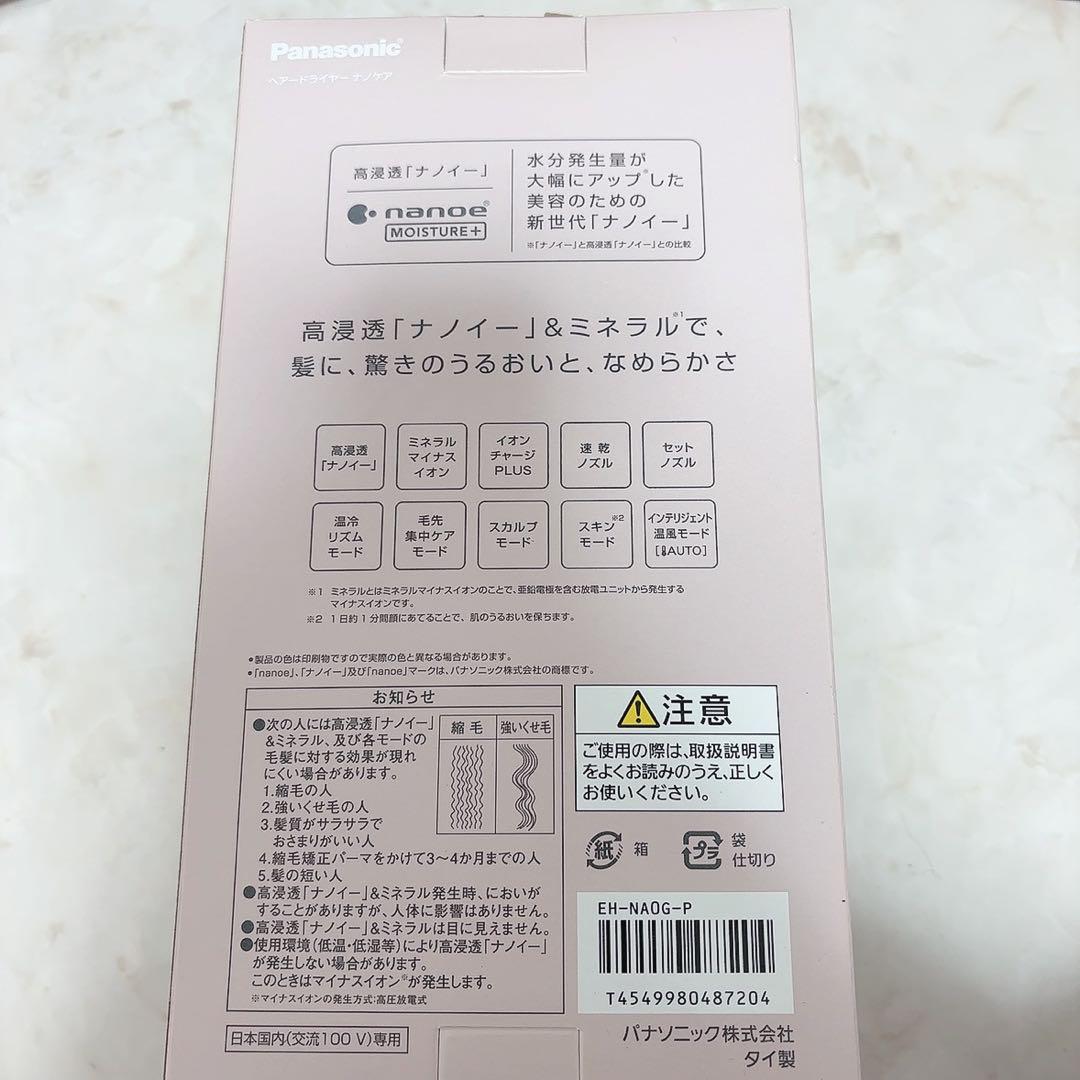 Panasonic
ヘアードライヤー ナノケア
高浸透「ナノイー」
nanoe®
MOISTURE+
水分発生量が
大幅にアップ※した
美容のための
新世代「ナノイー」
※「ナノイー」と高浸透「ナノイー」との比較
高浸透「ナノイー」&ミネラル※1で、
髪に、驚きのうるおいと、なめらかさ
高浸透
「ナノイー」
ミネラル
マイナス
イオン
イオン
チャージ
PLUS
速乾
ノズル
セット
ノズル
温冷
リズム
モード
毛先
集中ケア
モード
スカルプ
モード
スキン※2
モード
インテリジェント
温風モード
[AUTO]
※1 ミネラルとはミネラルマイナスイオンのことで、亜鉛電極を含む放電ユニットから発生する
マイナスイオンです。
※2 1日約1分間顔にあてることで、肌のうるおいを保ちます。
●製品の色は印刷物ですので実際の色と異なる場合があります。
●「nanoe」、「ナノイー」及び「nanoe」マークは、パナソニック株式会社の商標です。
お知らせ
●次の人には高浸透「ナノイー」
&ミネラル、及び各モードの
毛髪に対する効果が現れ
にくい場合があります。
1.縮毛の人
2.強いくせ毛の人
3.髪質がサラサラで
おさまりがいい人
4.縮毛矯正パーマをかけて3〜4か月までの人
5.髪の短い人
縮毛
強いくせ毛
●高浸透「ナノイー」&ミネラル発生時、においが
することがありますが、人体に影響はありません。
●高浸透「ナノイー」&ミネラルは目に見えません。
●使用環境(低温・低湿等)により高浸透「ナノイー」
が発生しない場合があります。
このときはマイナスイオン※が発生します。
※マイナスイオンの発生方式:高圧放電式
注意
ご使用の際は、取扱説明書
をよくお読みのうえ、正しく
お使いください。
紙 箱
プラ 袋
仕切り
EH-NA0G-P
T4549980487204
日本国内(交流100 V)専用
パナソニック株式会社
タイ製